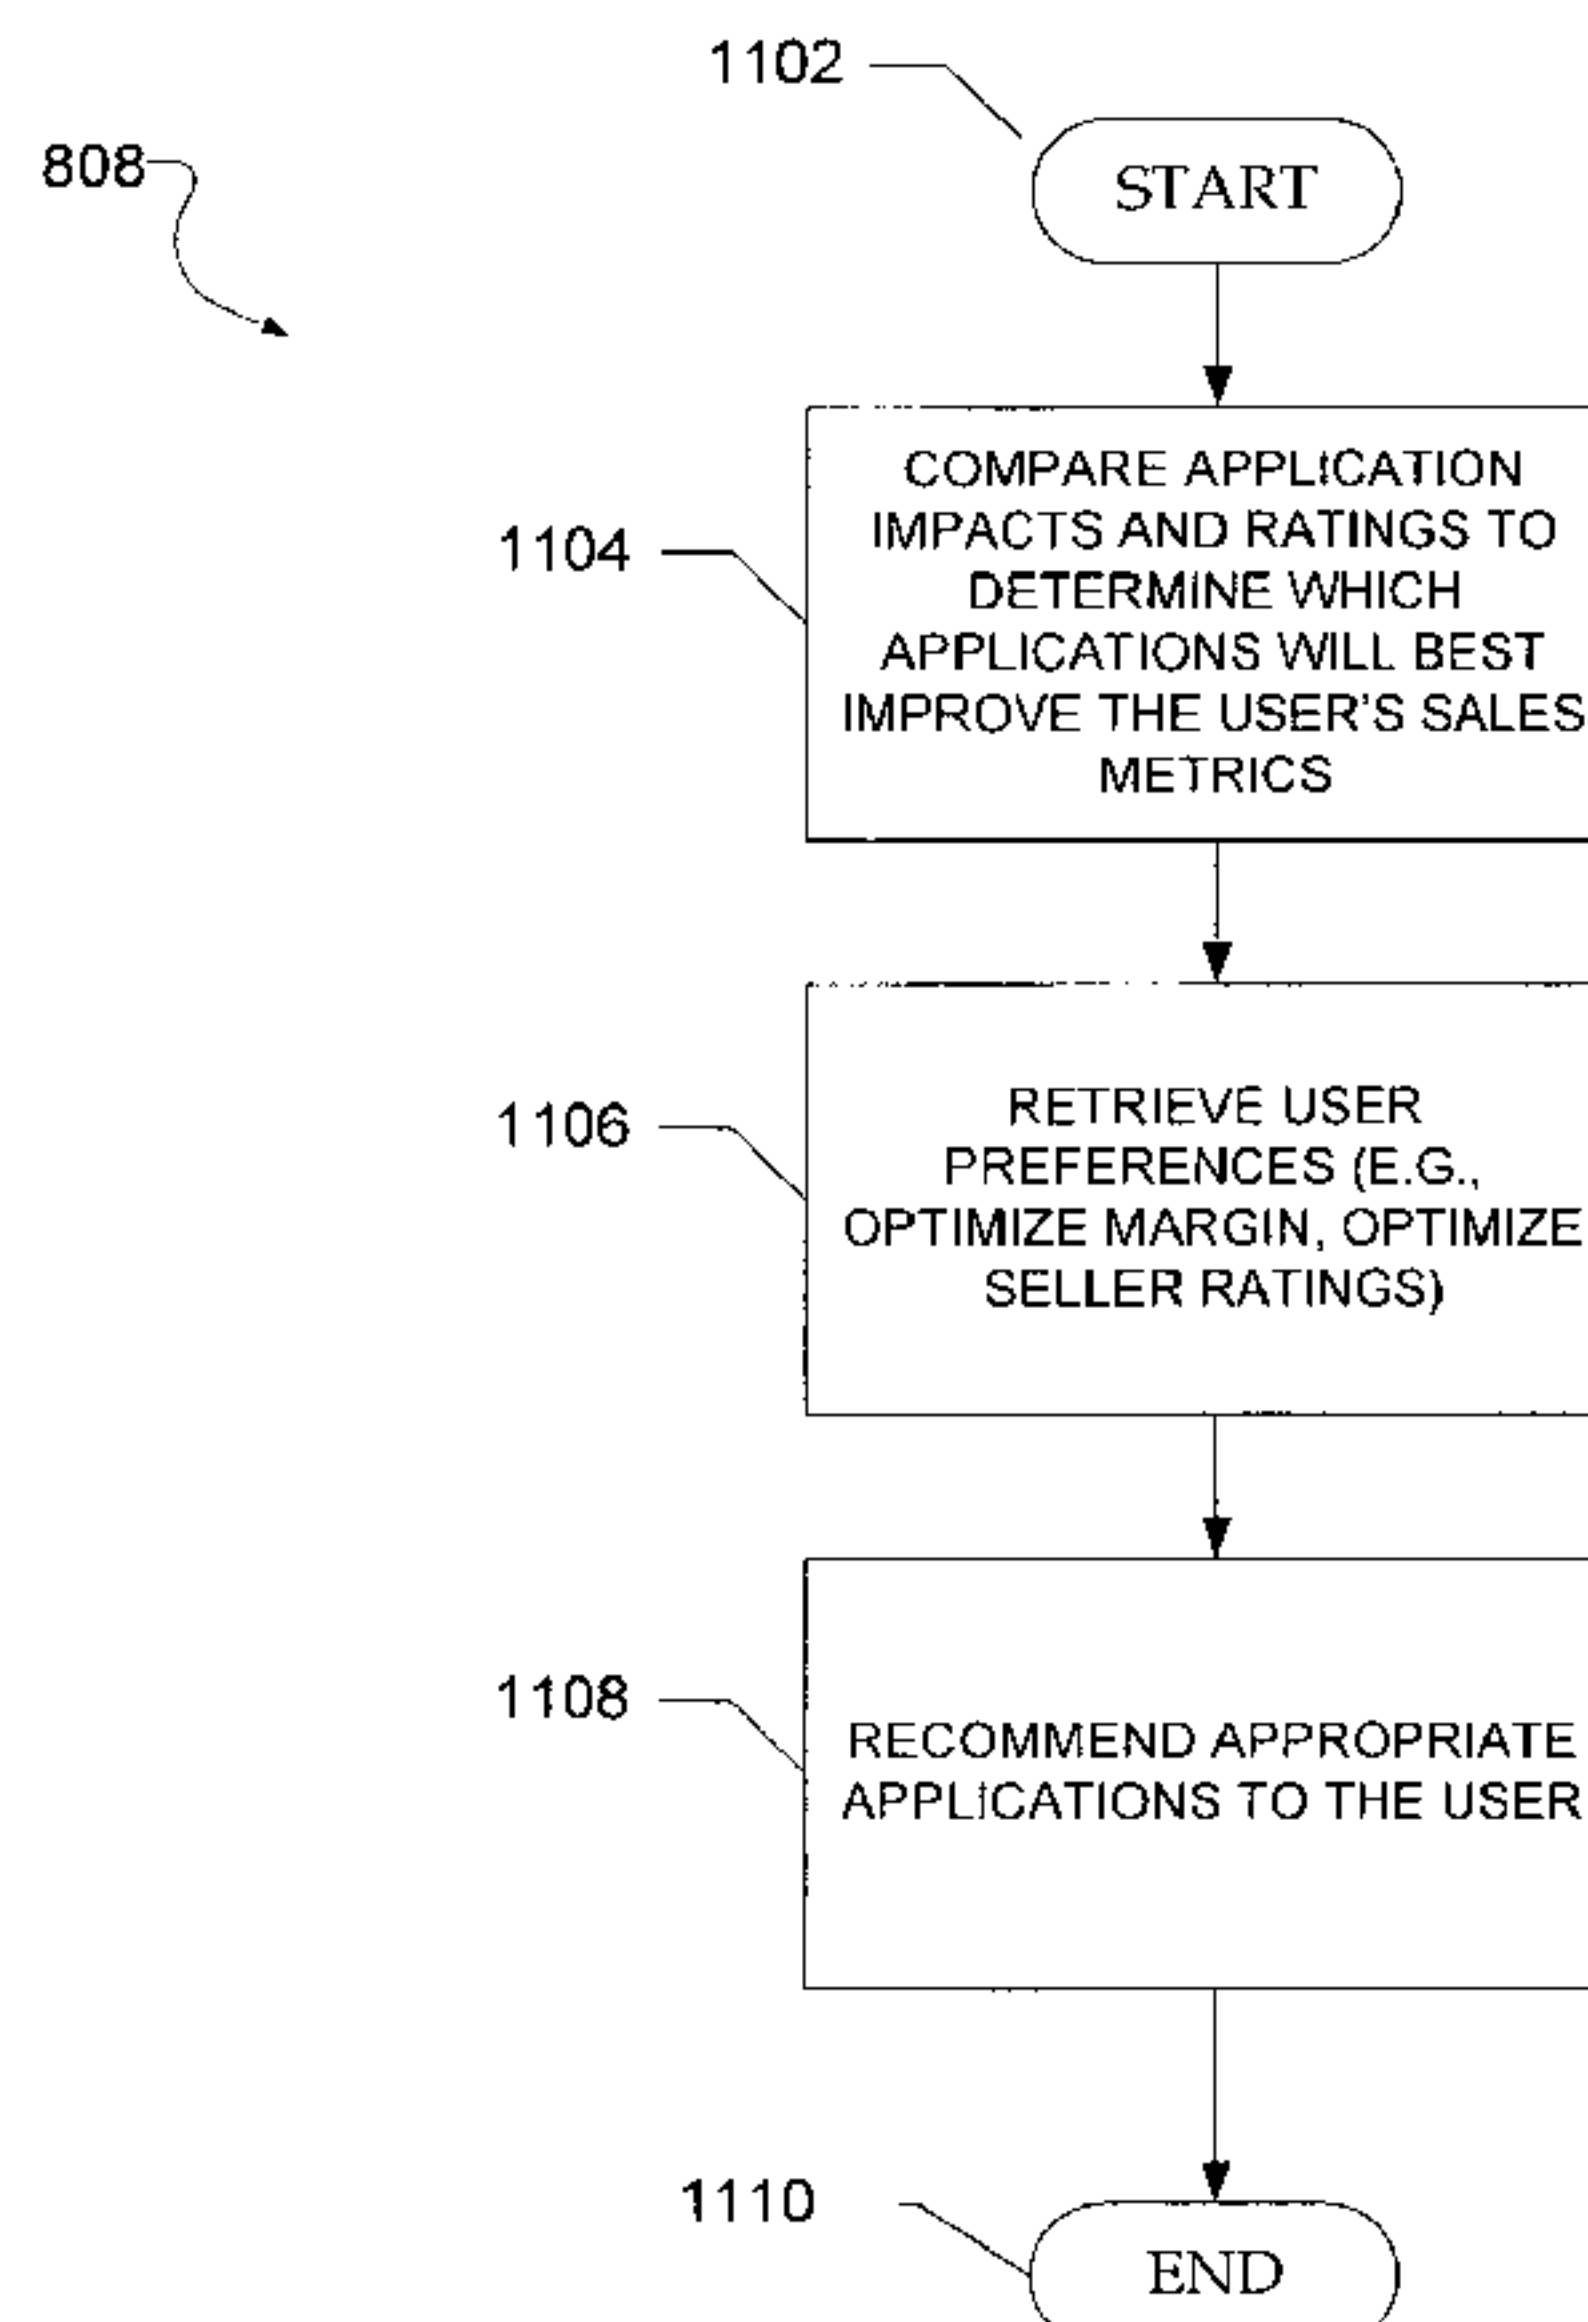 1102
808
START
1104
COMPARE APPLICATION
IMPACTS AND RATINGS TO
DETERMINE WHICH
APPLICATIONS WILL BEST
IMPROVE THE USER'S SALES
METRICS
1106
RETRIEVE USER
PREFERENCES (E.G.,
OPTIMIZE MARGIN, OPTIMIZE
SELLER RATINGS)
1108
RECOMMEND APPROPRIATE
APPLICATIONS TO THE USER
1110
END